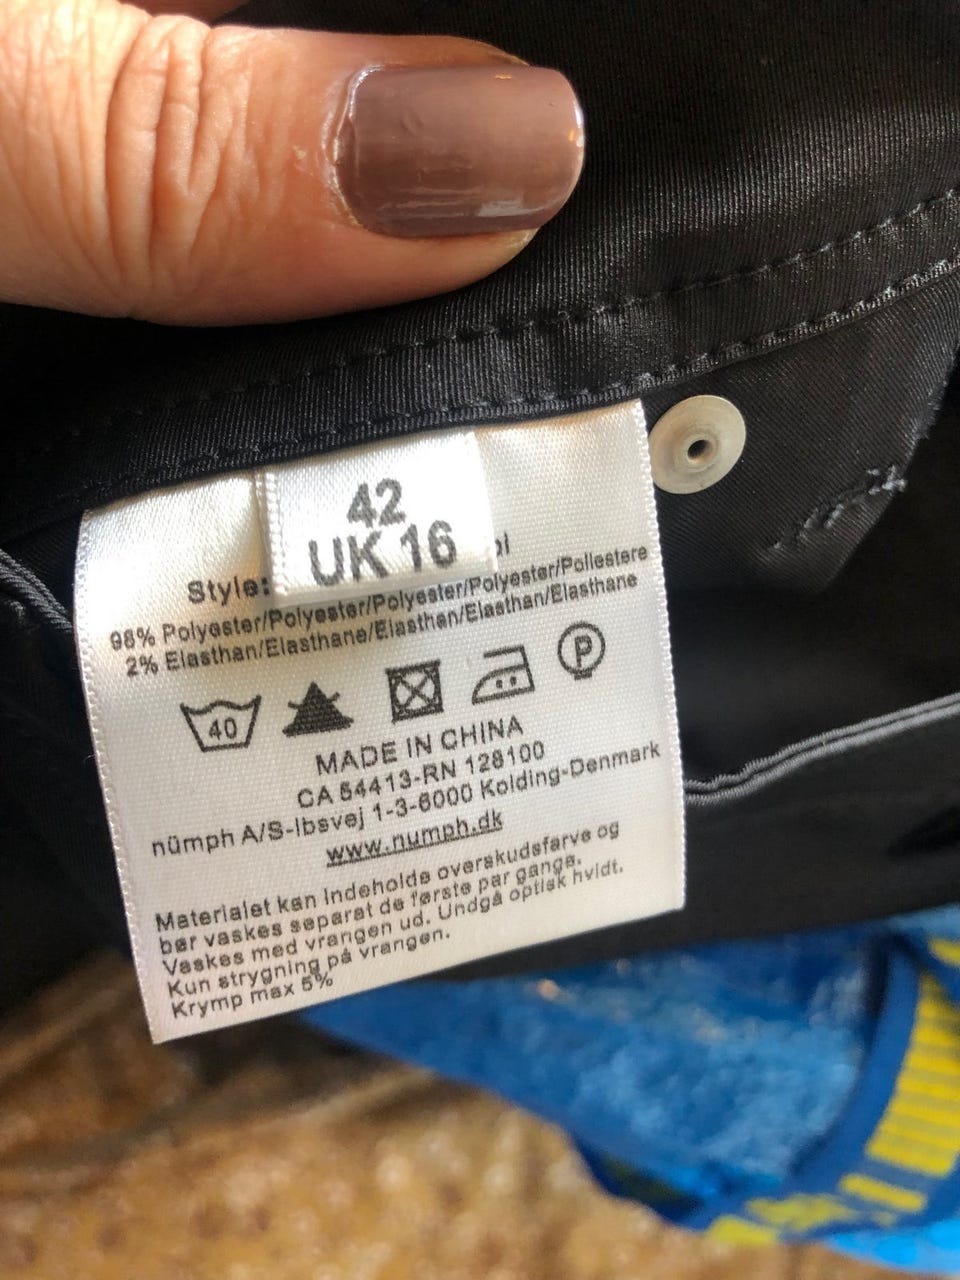 42
UK 16
Style:
98% Polyester/Polyester/Polyester/Polyester/Poliestere
2% Elasthan/Elasthane/Elasthan/Elasthan/Elasthane
40
P
MADE IN CHINA
CA 54413-RN 128100
nümph A/S-Ibsvej 1-3-6000 Kolding-Denmark
www.numph.dk
Materialet kan indeholde overskudsfarve og
bør vaskes separat de første par gange.
Vaskes med vrangen ud. Undgå optisk hvidt.
Kun strygning på vrangen.
Krymp max 5%